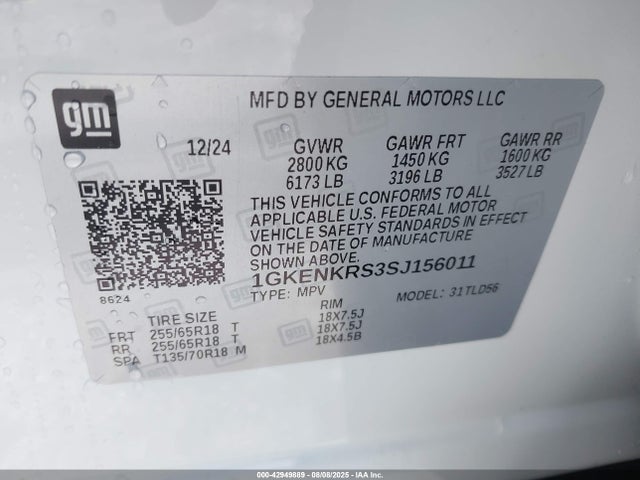 gm
MFD BY GENERAL MOTORS LLC
12/24 GVWR GAWR FRT GAWR RR
2800 KG 1450 KG 1600 KG
6173 LB 3196 LB 3527 LB
THIS VEHICLE CONFORMS TO ALL
APPLICABLE U.S. FEDERAL MOTOR
VEHICLE SAFETY STANDARDS IN EFFECT
ON THE DATE OF MANUFACTURE
SHOWN ABOVE.
1GKENKRS3SJ156011
8624
TYPE: MPV MODEL: 31TLD56
TIRE SIZE RIM
FRT 255/65R18 T 18X7.5J
RR 255/65R18 T 18X7.5J
SPA T135/70R18 M 18X4.5B
000-42949889 - 08/08/2025 - IAA Inc. Copyright